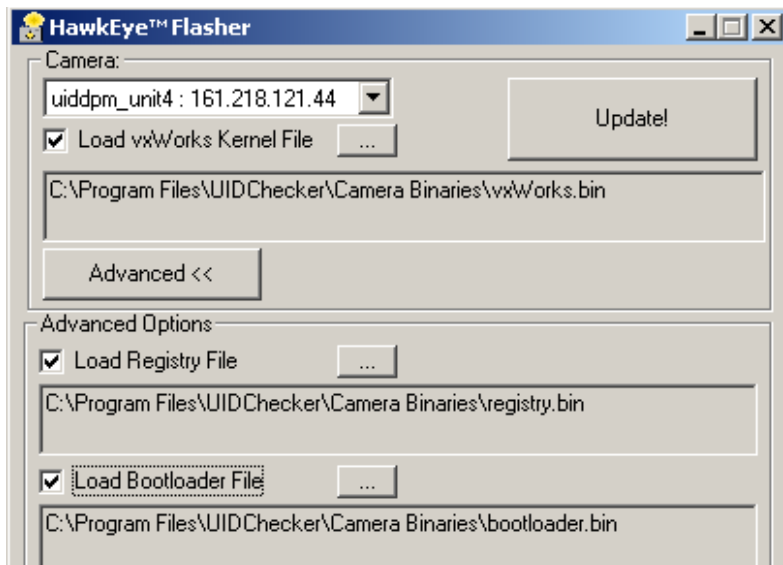 HawkEye™ Flasher
Camera:
uiddpm_unit4 : 161.218.121.44
Update!
Load vxWorks Kernel File
...
C:\Program Files\UIDChecker\Camera Binaries\vxWorks.bin
Advanced <<
Advanced Options
Load Registry File
...
C:\Program Files\UIDChecker\Camera Binaries\registry.bin
Load Bootloader File
...
C:\Program Files\UIDChecker\Camera Binaries\bootloader.bin